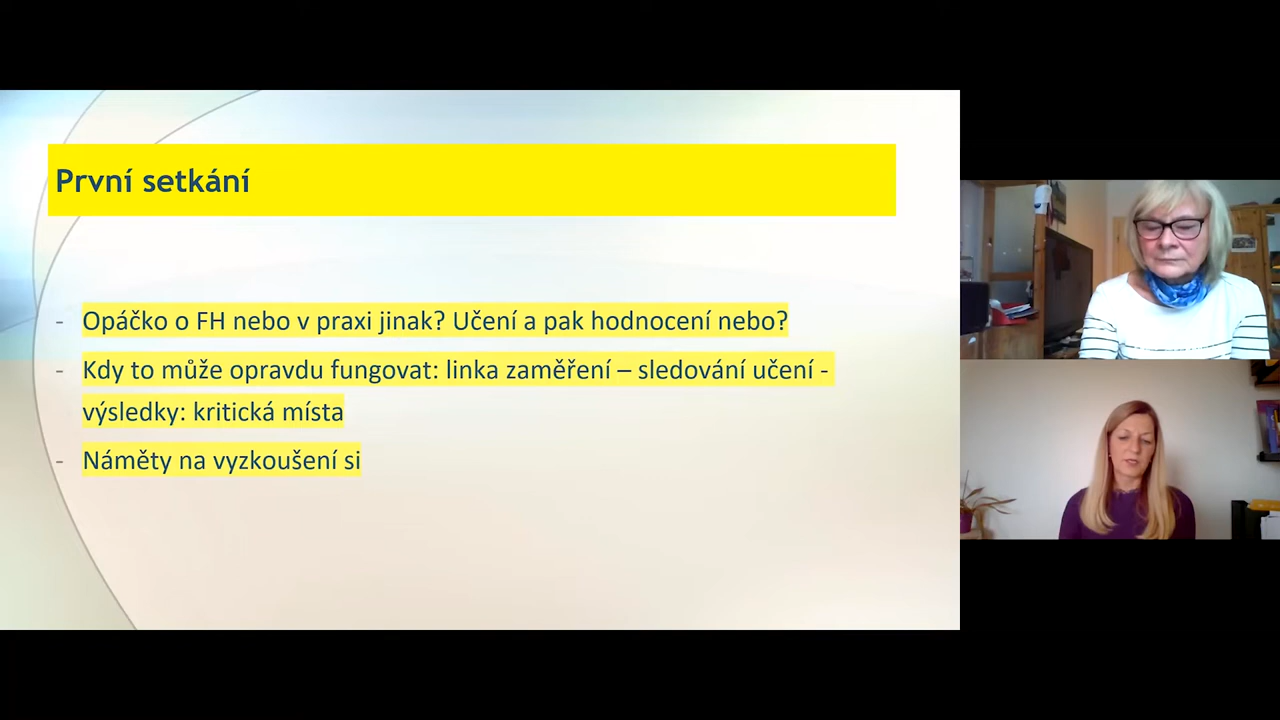 První setkání
- Opáčko o FH nebo v praxi jinak? Učení a pak hodnocení nebo?
- Kdy to může opravdu fungovat: linka zaměření – sledování učení -
výsledky: kritická místa
- Náměty na vyzkoušení si